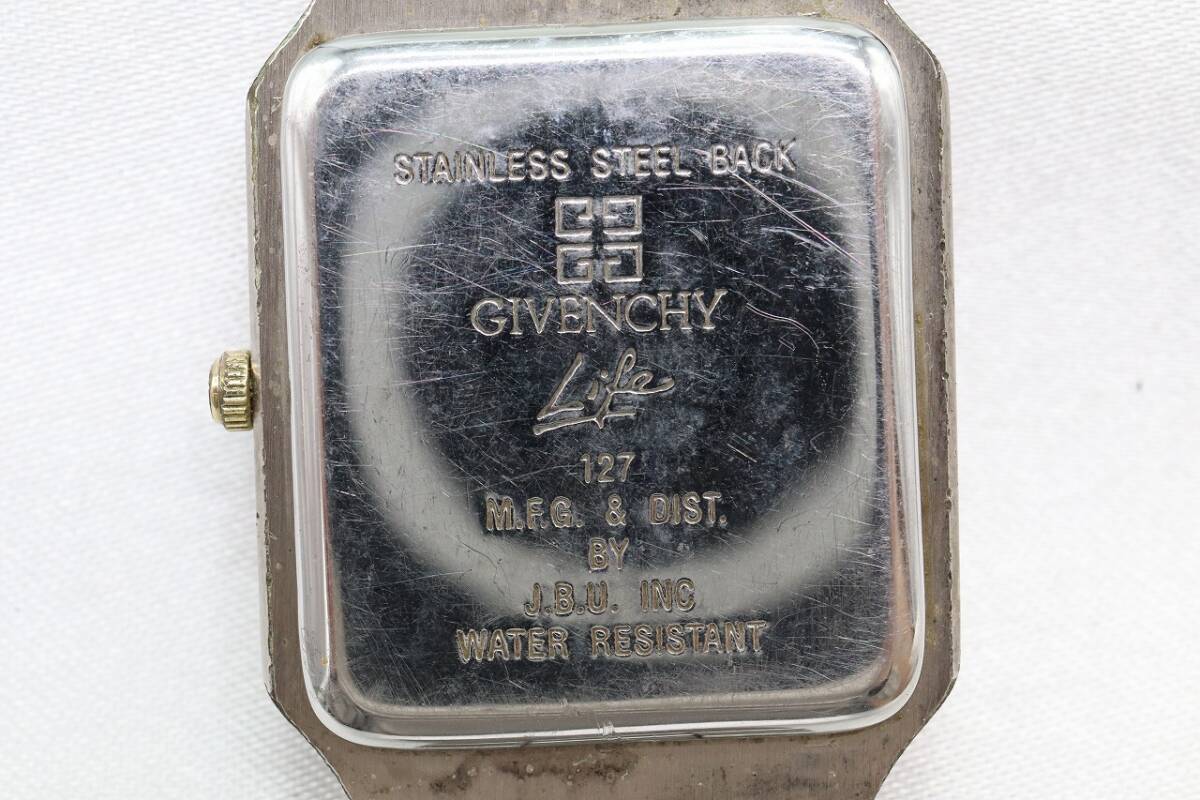 STAINLESS STEEL BACK
GIVENCHY
Life
127
M.F.G. & DIST.
BY
J.B.U. INC
WATER RESISTANT